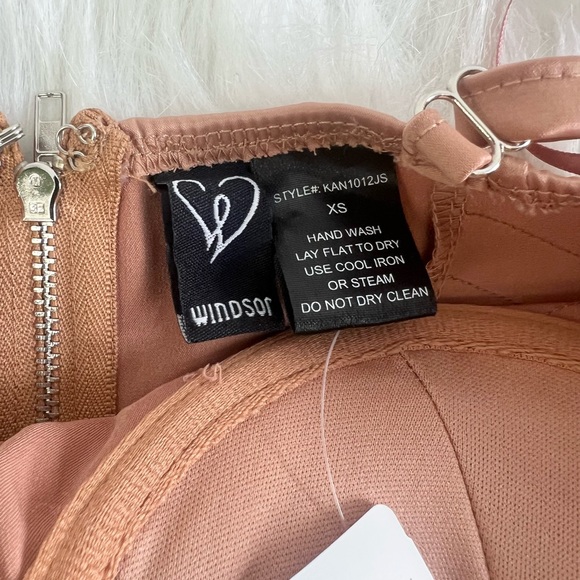 WINDSOR
STYLE#: KAN1012JS
XS
HAND WASH
LAY FLAT TO DRY
USE COOL IRON
OR STEAM
DO NOT DRY CLEAN